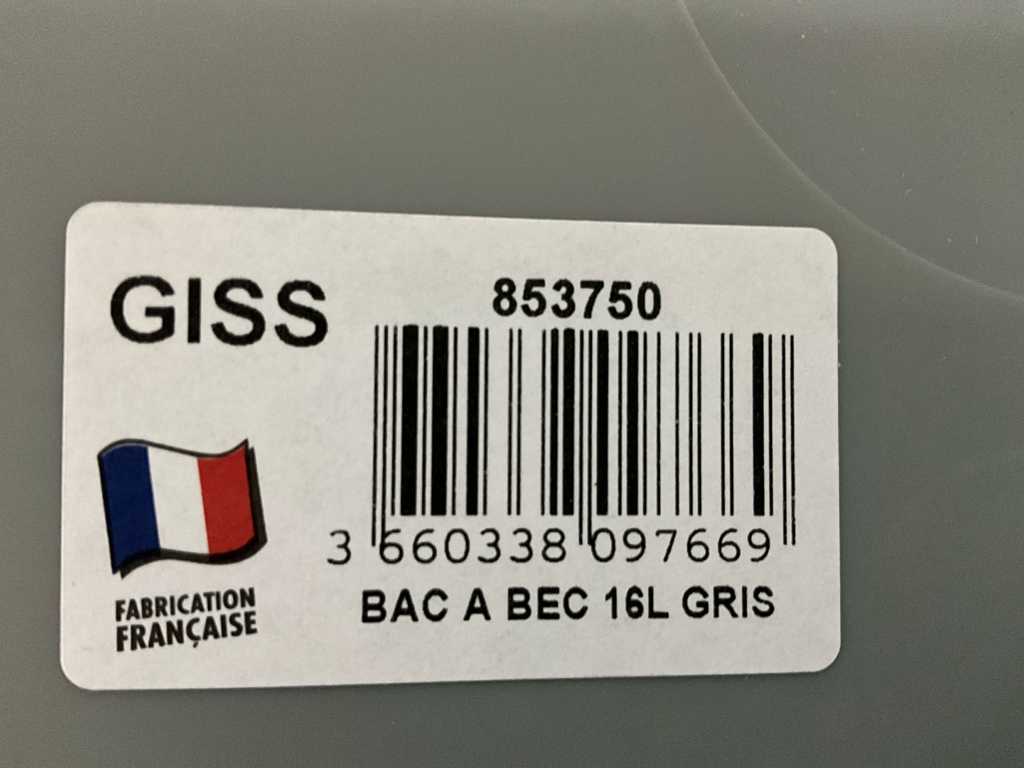 GISS
853750
3 660338 097669
BAC A BEC 16L GRIS
FABRICATION
FRANÇAISE